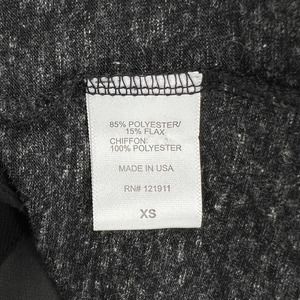 85% POLYESTER/
15% FLAX
CHIFFON:
100% POLYESTER
MADE IN USA
RN# 121911
XS